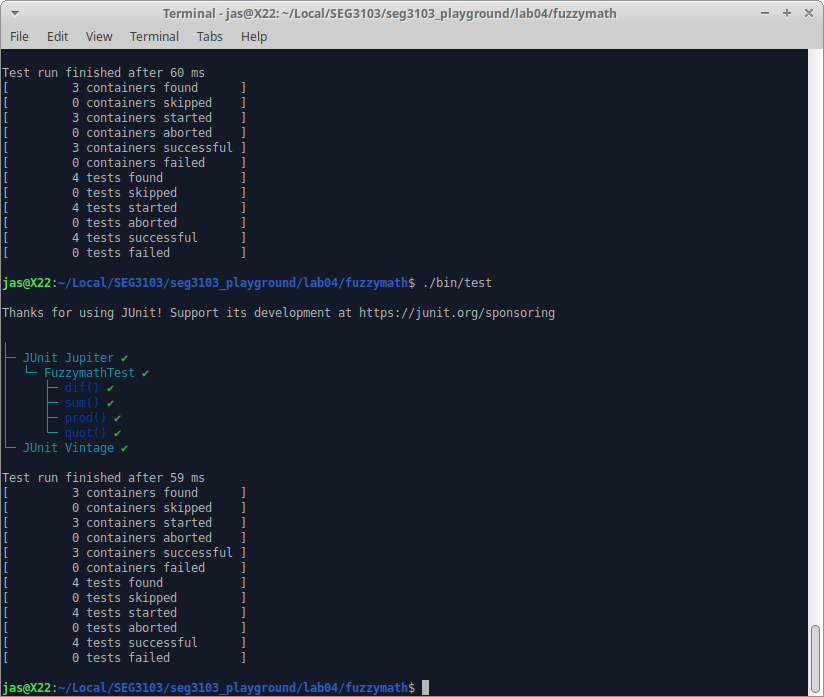 Terminal - jas@X22: ~/Local/SEG3103/seg3103_playground/lab04/fuzzymath
File Edit View Terminal Tabs Help
Test run finished after 60 ms
[         3 containers found      ]
[         0 containers skipped    ]
[         3 containers started    ]
[         0 containers aborted    ]
[         3 containers successful ]
[         0 containers failed     ]
[         4 tests found           ]
[         0 tests skipped         ]
[         4 tests started         ]
[         0 tests aborted         ]
[         4 tests successful      ]
[         0 tests failed          ]
jas@X22:~/Local/SEG3103/seg3103_playground/lab04/fuzzymath$ ./bin/test
Thanks for using JUnit! Support its development at https://junit.org/sponsoring
├─ JUnit Jupiter ✔
│  └─ FuzzymathTest ✔
│     ├─ dif() ✔
│     ├─ sum() ✔
│     ├─ prod() ✔
│     └─ quot() ✔
└─ JUnit Vintage ✔
Test run finished after 59 ms
[         3 containers found      ]
[         0 containers skipped    ]
[         3 containers started    ]
[         0 containers aborted    ]
[         3 containers successful ]
[         0 containers failed     ]
[         4 tests found           ]
[         0 tests skipped         ]
[         4 tests started         ]
[         0 tests aborted         ]
[         4 tests successful      ]
[         0 tests failed          ]
jas@X22:~/Local/SEG3103/seg3103_playground/lab04/fuzzymath$